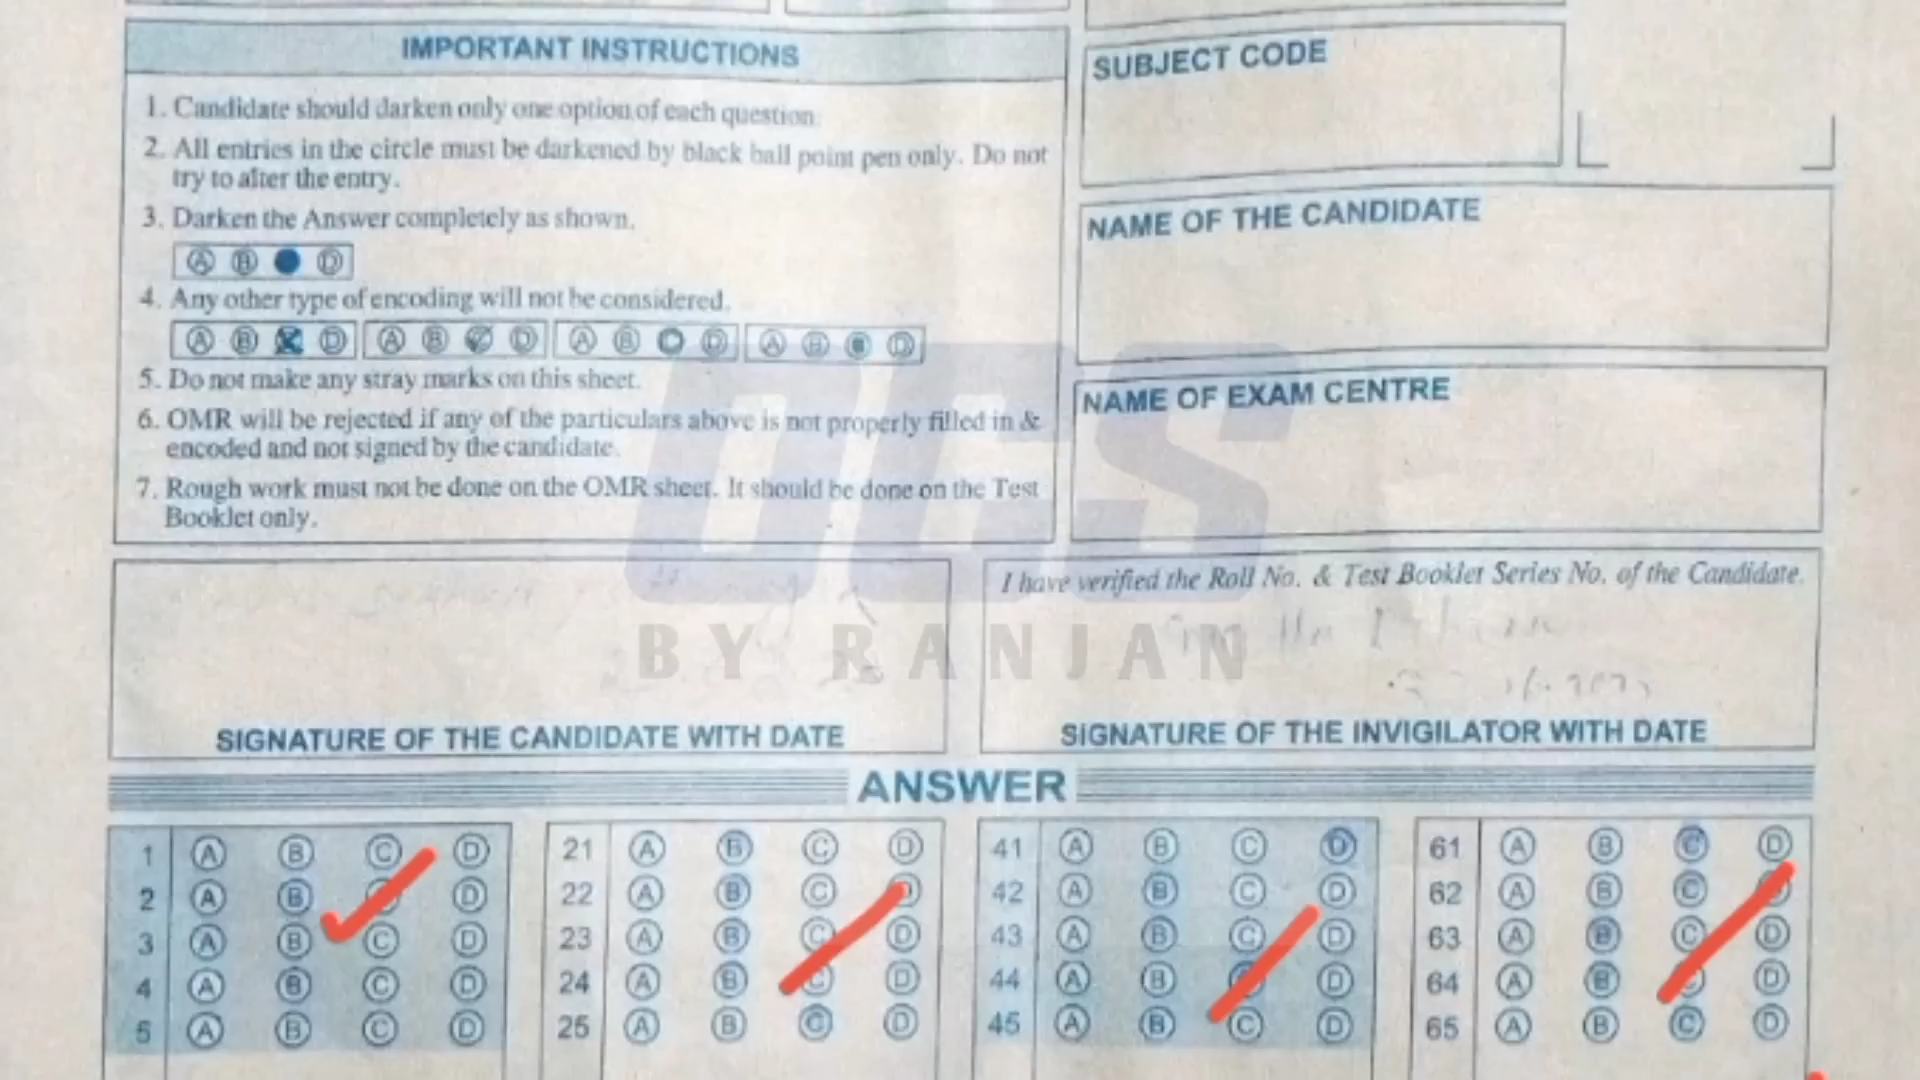 IMPORTANT INSTRUCTIONS
1. Candidate should darken only one option of each question.
2. All entries in the circle must be darkened by black ball point pen only. Do not
try to alter the entry.
3. Darken the Answer completely as shown.
A B D
4. Any other type of encoding will not be considered.
A B D A B D A B D A B D
5. Do not make any stray marks on this sheet.
6. OMR will be rejected if any of the particulars above is not properly filled in &
encoded and not signed by the candidate.
7. Rough work must not be done on the OMR sheet. It should be done on the Test
Booklet only.
SUBJECT CODE
NAME OF THE CANDIDATE
NAME OF EXAM CENTRE
OGS
BY RANJAN
SIGNATURE OF THE CANDIDATE WITH DATE
I have verified the Roll No. & Test Booklet Series No. of the Candidate.
SIGNATURE OF THE INVIGILATOR WITH DATE
ANSWER
1 A B C D 21 A B C D 41 A B C D 61 A B C D
2 A B D 22 A B C D 42 A B C D 62 A B C D
3 A B C D 23 A B C D 43 A B C D 63 A B C D
4 A B C D 24 A B C D 44 A B D 64 A B C D
5 A B C D 25 A B C D 45 A B C D 65 A B C D